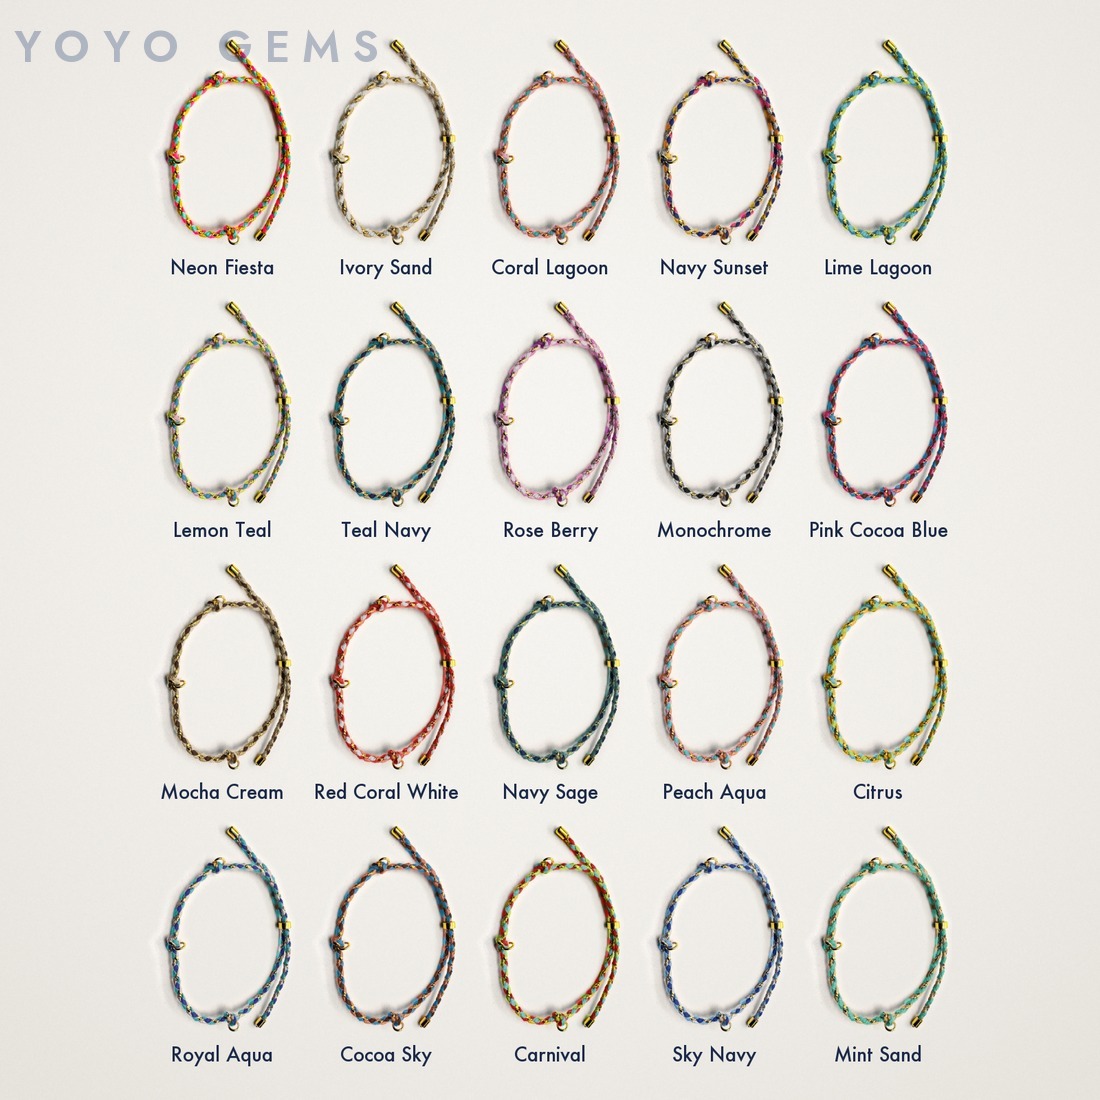 YOYO GEMS
Neon Fiesta
Ivory Sand
Coral Lagoon
Navy Sunset
Lime Lagoon
Lemon Teal
Teal Navy
Rose Berry
Monochrome
Pink Cocoa Blue
Mocha Cream
Red Coral White
Navy Sage
Peach Aqua
Citrus
Royal Aqua
Cocoa Sky
Carnival
Sky Navy
Mint Sand